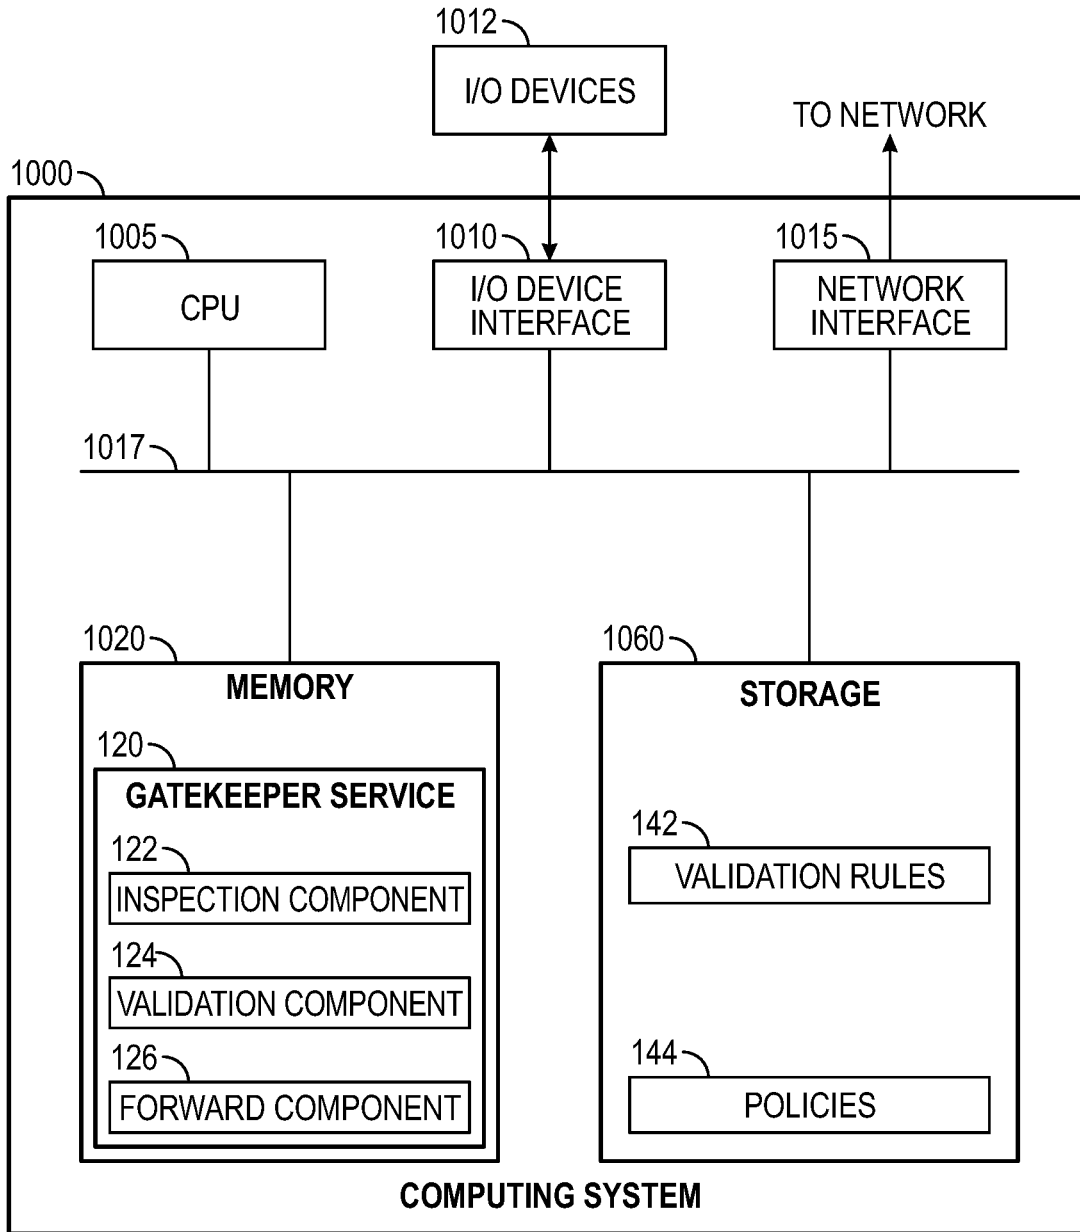 1012
I/O DEVICES
TO NETWORK
1000
1005
CPU
1010
I/O DEVICE
INTERFACE
1015
NETWORK
INTERFACE
1017
1020
MEMORY
120
GATEKEEPER SERVICE
122
INSPECTION COMPONENT
124
VALIDATION COMPONENT
126
FORWARD COMPONENT
1060
STORAGE
142
VALIDATION RULES
144
POLICIES
COMPUTING SYSTEM